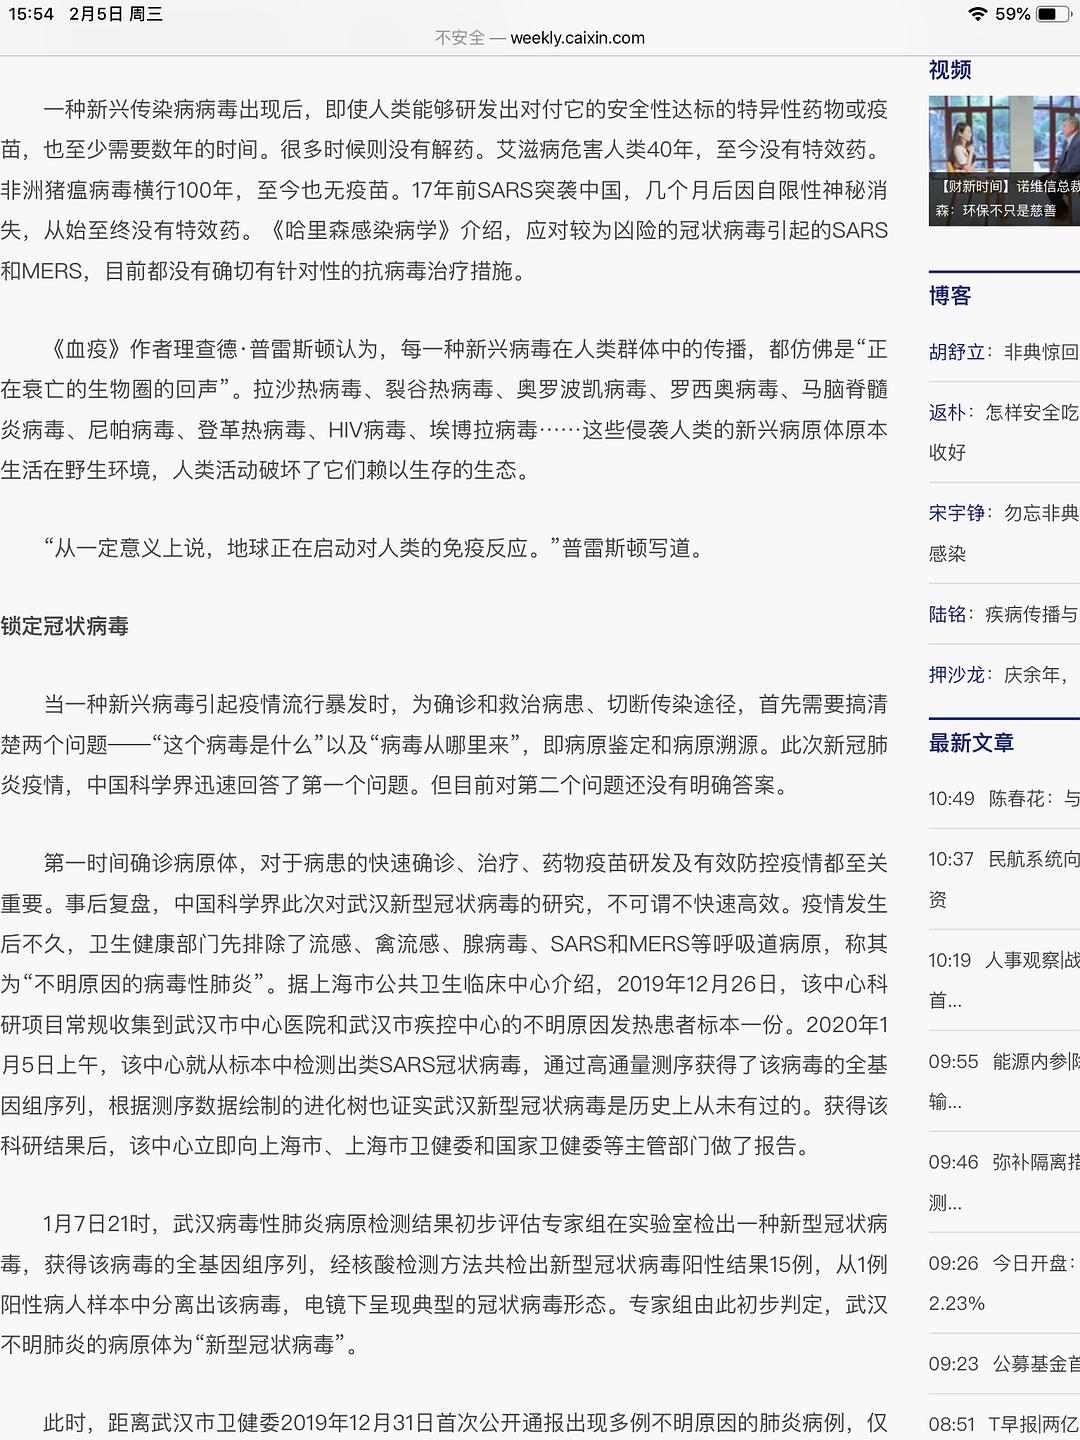 15:54 2月5日 周三
59%
不安全 — weekly.caixin.com
一种新兴传染病病毒出现后，即使人类能够研发出对付它的安全性达标的特异性药物或疫
苗，也至少需要数年的时间。很多时候则没有解药。艾滋病危害人类40年，至今没有特效药。
非洲猪瘟病毒横行100年，至今也无疫苗。17年前SARS突袭中国，几个月后因自限性神秘消
失，从始至终没有特效药。《哈里森感染病学》介绍，应对较为凶险的冠状病毒引起的SARS
和MERS，目前都没有确切有针对性的抗病毒治疗措施。
《血疫》作者理查德·普雷斯顿认为，每一种新兴病毒在人类群体中的传播，都仿佛是“正
在衰亡的生物圈的回声”。拉沙热病毒、裂谷热病毒、奥罗波凯病毒、罗西奥病毒、马脑脊髓
炎病毒、尼帕病毒、登革热病毒、HIV病毒、埃博拉病毒……这些侵袭人类的新兴病原体原本
生活在野生环境，人类活动破坏了它们赖以生存的生态。
“从一定意义上说，地球正在启动对人类的免疫反应。”普雷斯顿写道。
锁定冠状病毒
当一种新兴病毒引起疫情流行暴发时，为确诊和救治病患、切断传染途径，首先需要搞清
楚两个问题——“这个病毒是什么”以及“病毒从哪里来”，即病原鉴定和病原溯源。此次新冠肺
炎疫情，中国科学界迅速回答了第一个问题。但目前对第二个问题还没有明确答案。
第一时间确诊病原体，对于病患的快速确诊、治疗、药物疫苗研发及有效防控疫情都至关
重要。事后复盘，中国科学界此次对武汉新型冠状病毒的研究，不可谓不快速高效。疫情发生
后不久，卫生健康部门先排除了流感、禽流感、腺病毒、SARS和MERS等呼吸道病原，称其
为“不明原因的病毒性肺炎”。据上海市公共卫生临床中心介绍，2019年12月26日，该中心科
研项目常规收集到武汉市中心医院和武汉市疾控中心的不明原因发热患者标本一份。2020年1
月5日上午，该中心就从标本中检测出类SARS冠状病毒，通过高通量测序获得了该病毒的全基
因组序列，根据测序数据绘制的进化树也证实武汉新型冠状病毒是历史上从未有过的。获得该
科研结果后，该中心立即向上海市、上海市卫健委和国家卫健委等主管部门做了报告。
1月7日21时，武汉病毒性肺炎病原检测结果初步评估专家组在实验室检出一种新型冠状病
毒，获得该病毒的全基因组序列，经核酸检测方法共检出新型冠状病毒阳性结果15例，从1例
阳性病人样本中分离出该病毒，电镜下呈现典型的冠状病毒形态。专家组由此初步判定，武汉
不明肺炎的病原体为“新型冠状病毒”。
此时，距离武汉市卫健委2019年12月31日首次公开通报出现多例不明原因的肺炎病例，仅
视频
【财新时间】诺维信总裁
森：环保不只是慈善
博客
胡舒立：非典惊回
返朴：怎样安全吃
收好
宋宇铮：勿忘非典
感染
陆铭：疾病传播与
押沙龙：庆余年，
最新文章
10:49 陈春花：与
10:37 民航系统向
资
10:19 人事观察|战
首...
09:55 能源内参|防
输...
09:46 弥补隔离措
测...
09:26 今日开盘：
2.23%
09:23 公募基金首
08:51 T早报|两亿